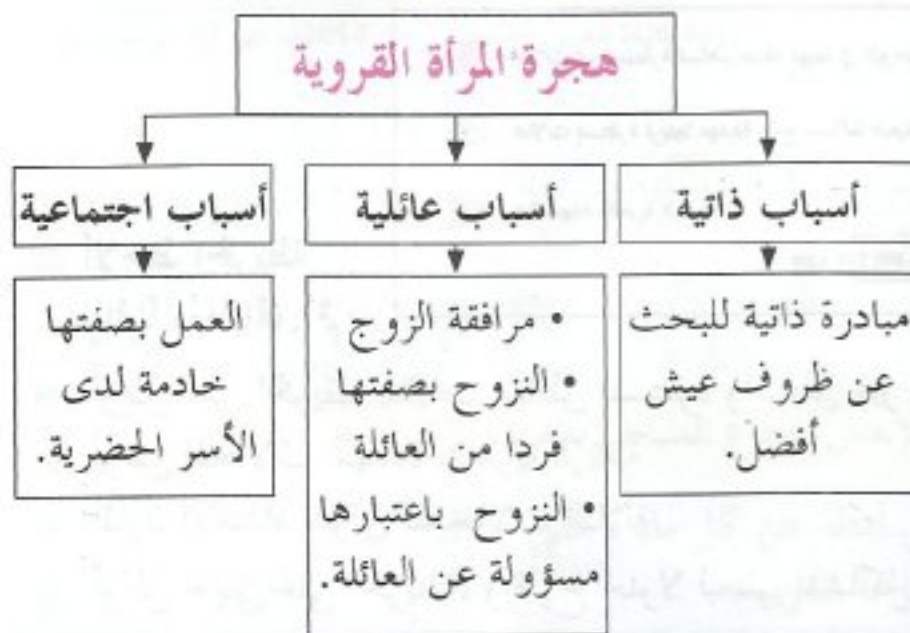 هجرة المرأة القروية
أسباب ذاتية
أسباب عائلية
أسباب اجتماعية
مبادرة ذاتية للبحث
عن ظروف عيش
أفضل.
• مرافقة الزوج
• النزوح بصفتها
فردا من العائلة
• النزوح باعتبارها
مسؤولة عن العائلة.
العمل بصفتها
خادمة لدى
الأسر الحضرية.